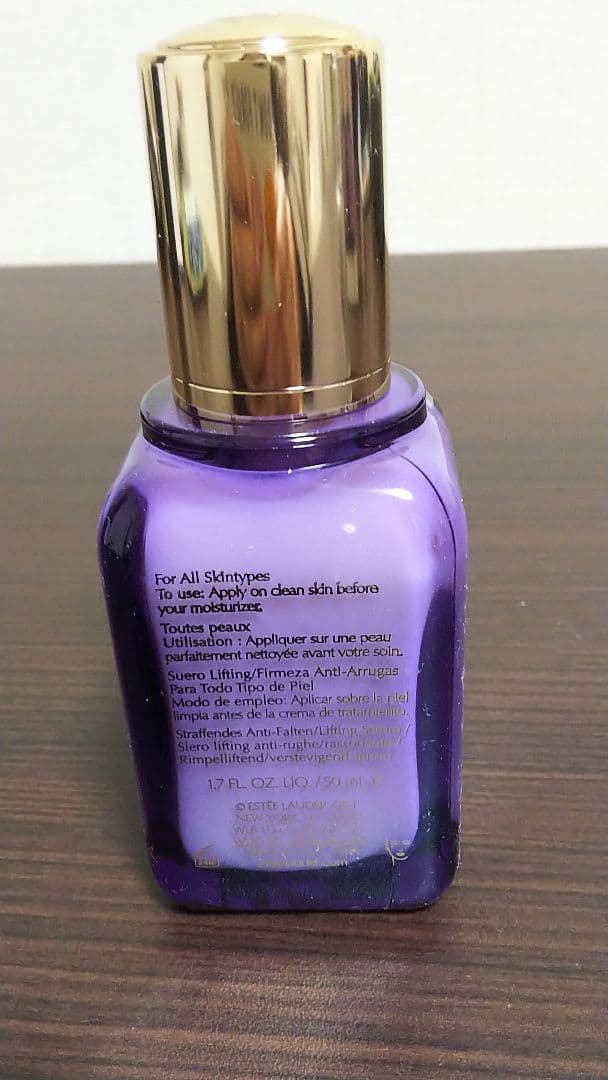 For All Skintypes
To use: Apply on clean skin before
your moisturizer.
Toutes peaux
Utilisation : Appliquer sur une peau
parfaitement nettoyée avant votre soin.
Suero Lifting/Firmeza Anti-Arrugas
Para Todo Tipo de Piel
Modo de empleo: Aplicar sobre la piel
limpia antes de la crema de tratamiento.
Straffendes Anti-Falten/Lifting Serum/
Siero lifting anti-rughe/rassodante/
Rimpelliftend/verstevigend serum
1.7 FL. OZ. LIQ. / 50 ml e
© ESTÉE LAUDER
NEW YORK
24M